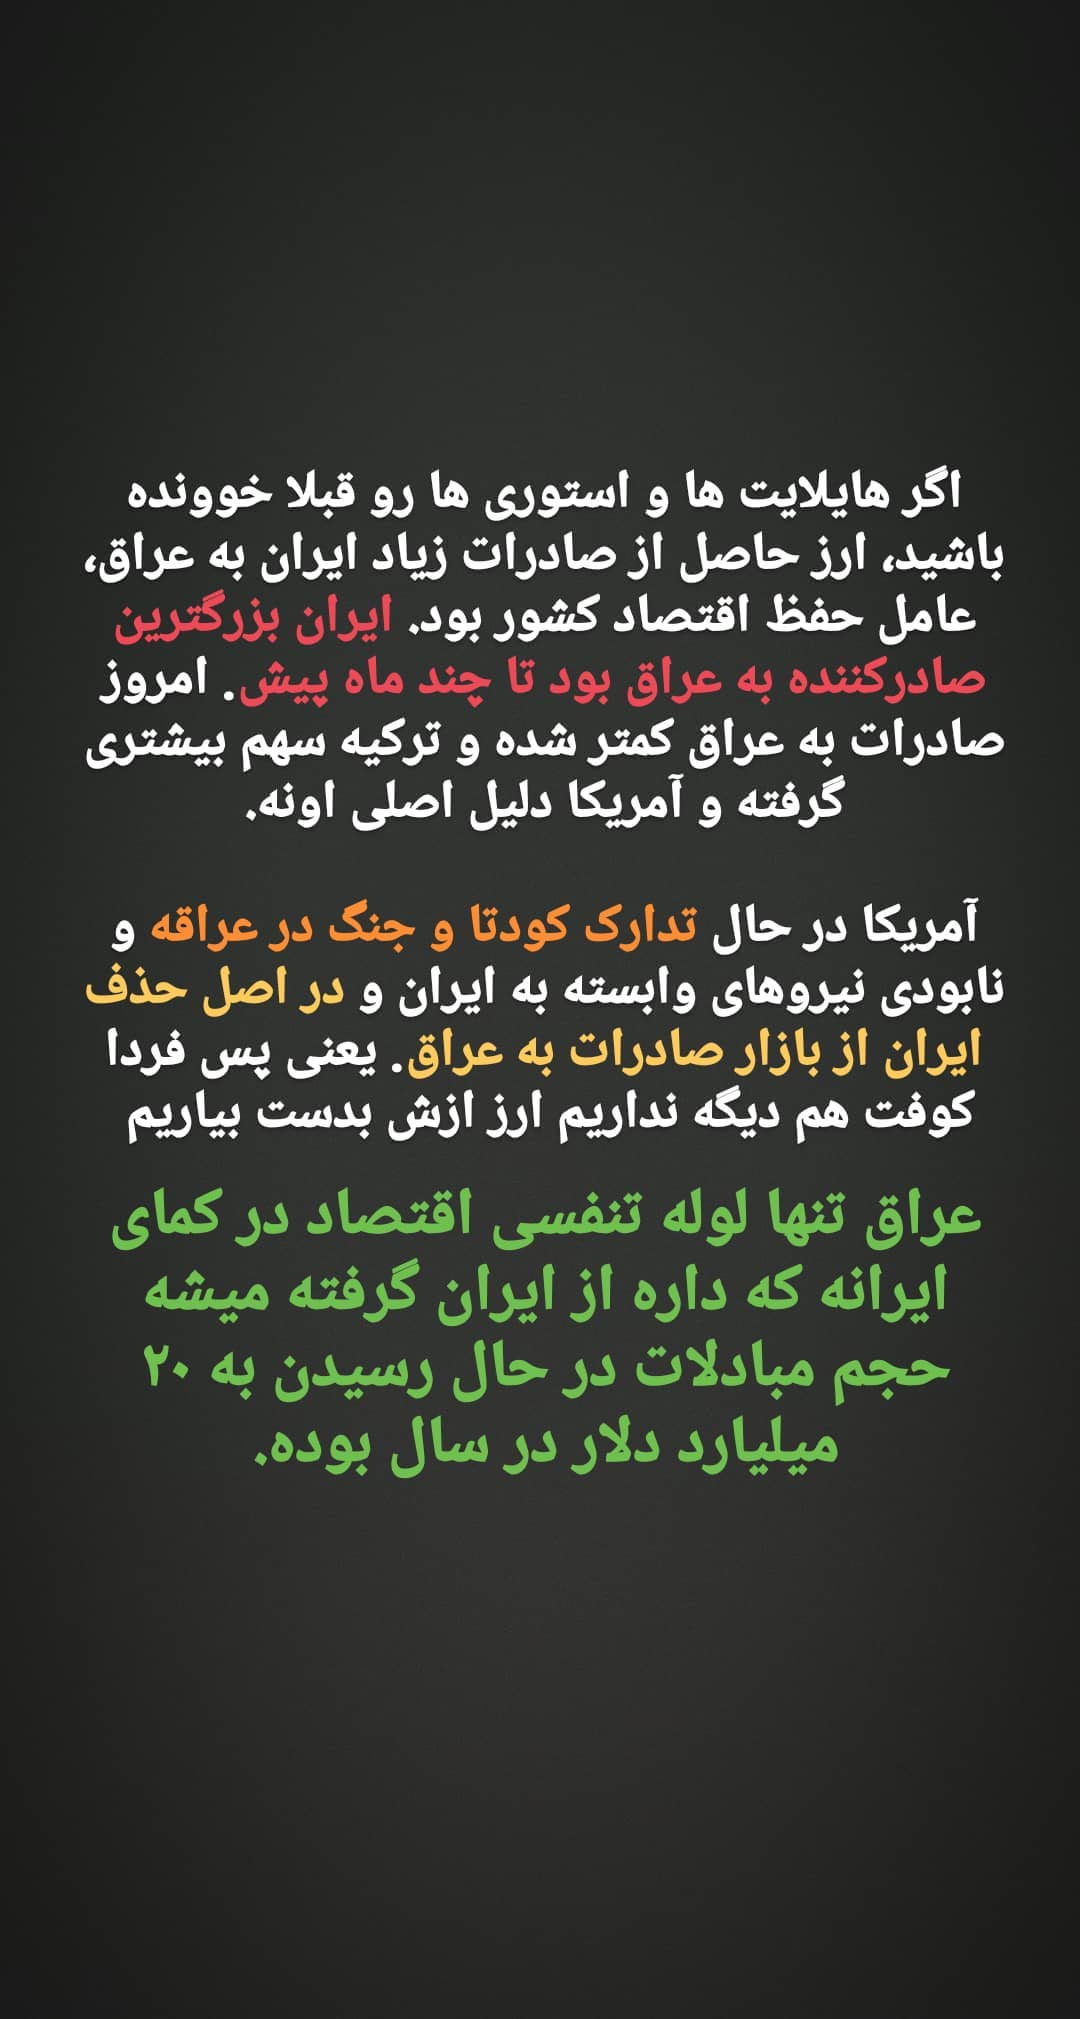 اگر هایلایت ها و استوری ها رو قبلا خوونده
باشید، ارز حاصل از صادرات زیاد ایران به عراق،
عامل حفظ اقتصاد کشور بود. ایران بزرگترین
صادرکننده به عراق بود تا چند ماه پیش. امروز
صادرات به عراق کمتر شده و ترکیه سهم بیشتری
گرفته و آمریکا دلیل اصلی اونه.
آمریکا در حال تدارک کودتا و جنگ در عراقه و
نابودی نیروهای وابسته به ایران و در اصل حذف
ایران از بازار صادرات به عراق. یعنی پس فردا
کوفت هم دیگه نداریم ارز ازش بدست بیاریم
عراق تنها لوله تنفسی اقتصاد در کمای
ایرانه که داره از ایران گرفته میشه
حجم مبادلات در حال رسیدن به ۲۰
میلیارد دلار در سال بوده.